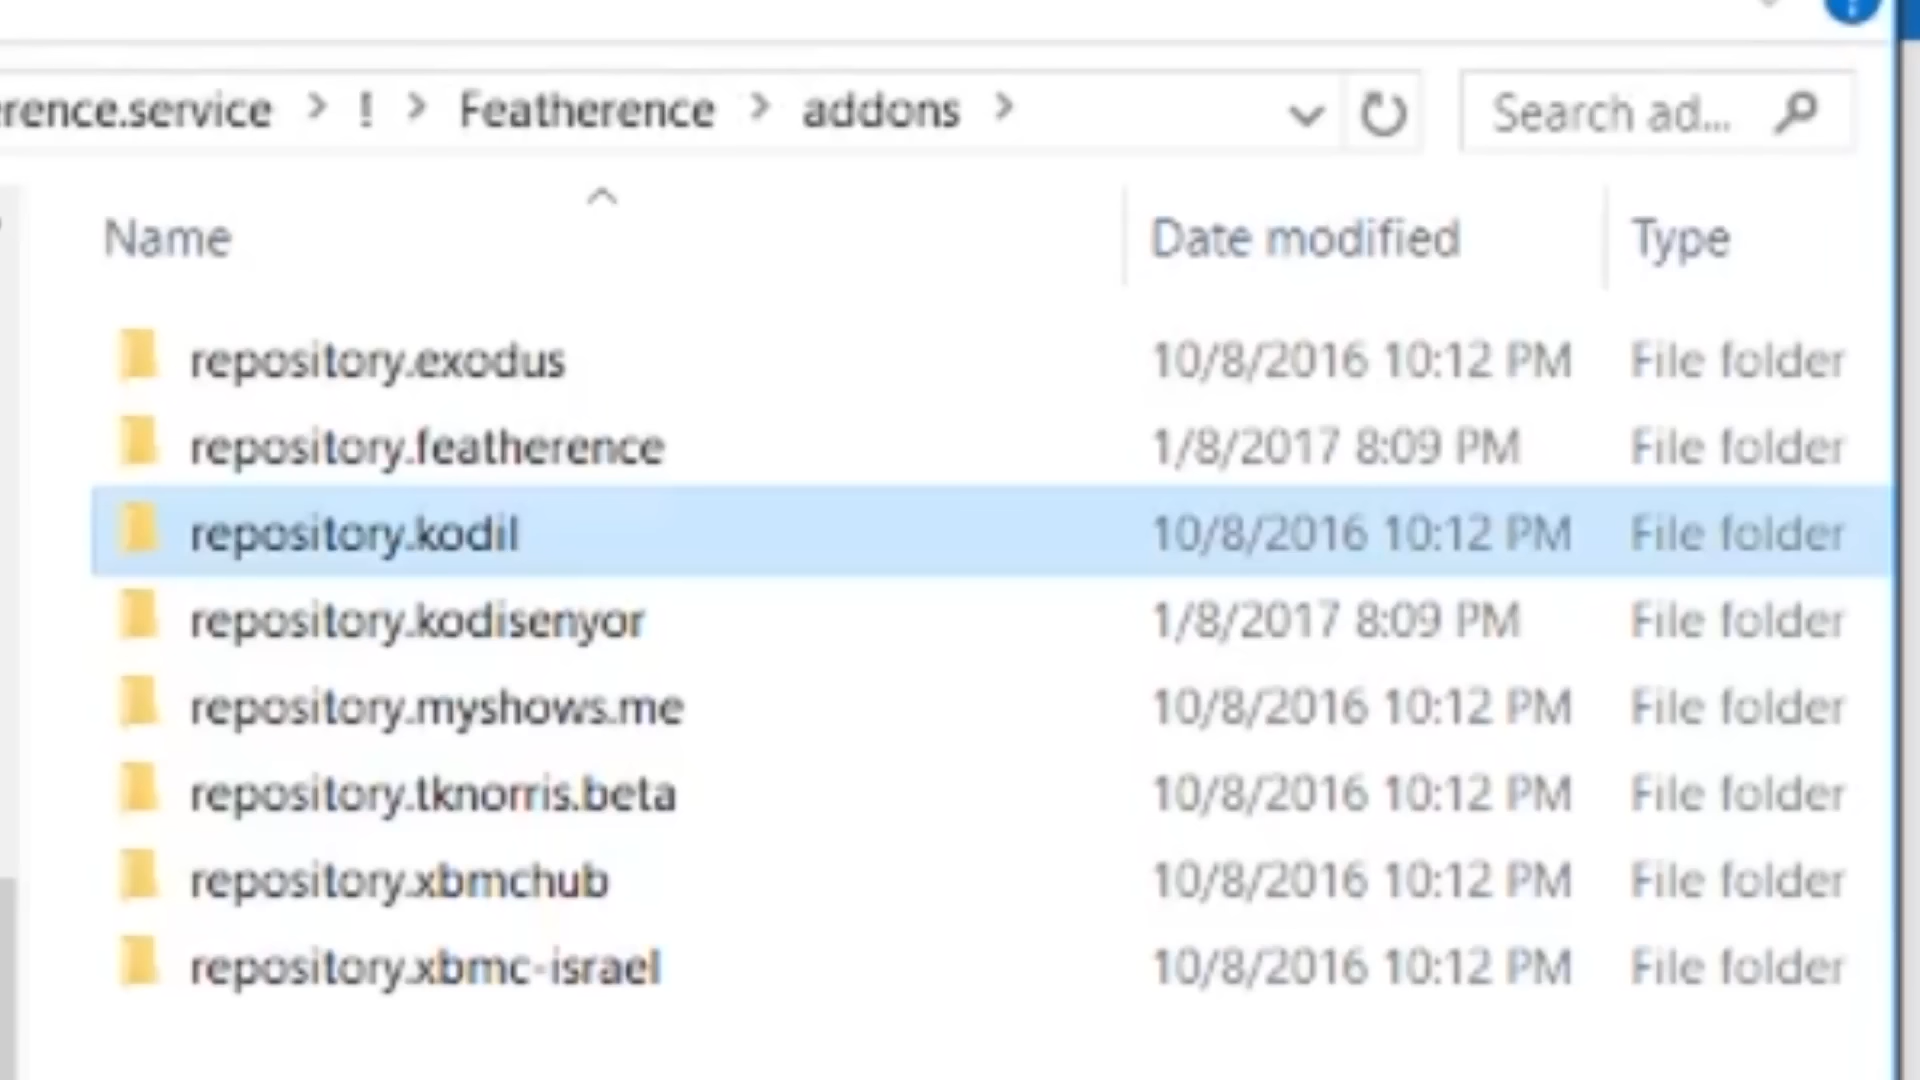 rence.service > ! > Featherence > addons >
Search ad...
Name Date modified Type
repository.exodus 10/8/2016 10:12 PM File folder
repository.featherence 1/8/2017 8:09 PM File folder
repository.kodil 10/8/2016 10:12 PM File folder
repository.kodisenyor 1/8/2017 8:09 PM File folder
repository.myshows.me 10/8/2016 10:12 PM File folder
repository.tknorris.beta 10/8/2016 10:12 PM File folder
repository.xbmchub 10/8/2016 10:12 PM File folder
repository.xbmc-israel 10/8/2016 10:12 PM File folder